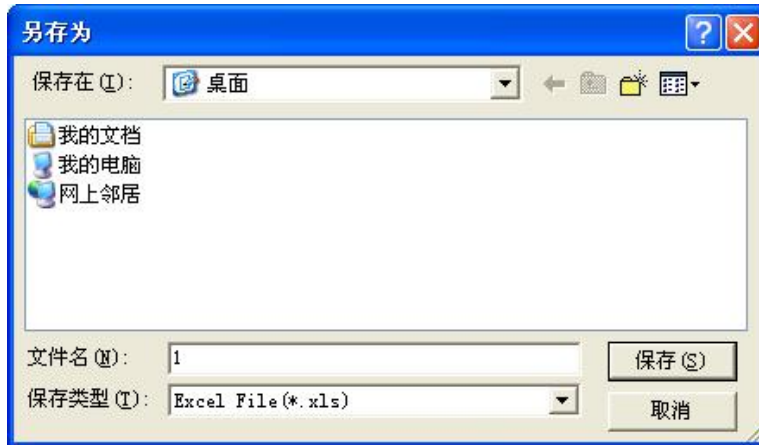 另存为
保存在(I): 桌面
我的文档
我的电脑
网上邻居
文件名(N): 1 保存(S)
保存类型(T): Excel File(*.xls) 取消